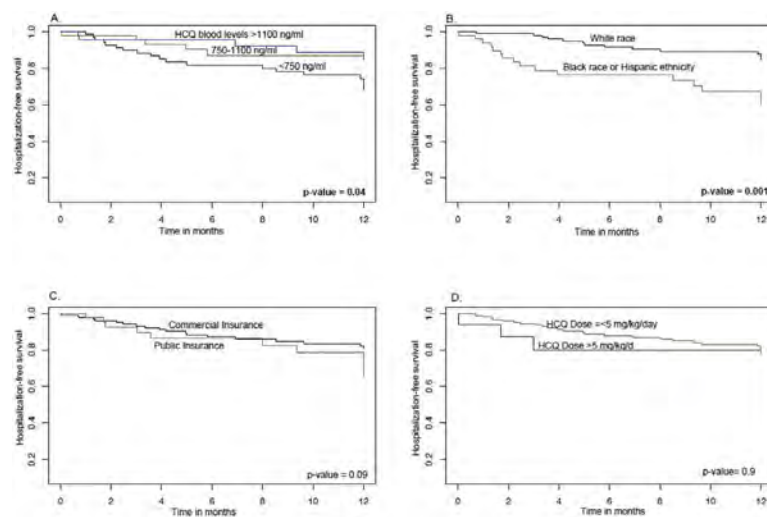 A.
HCQ blood levels >1100 ng/ml
750-1100 ng/ml
<750 ng/ml
Hospitalization-free survival
1.0
0.8
0.6
0.4
0.2
p-value = 0.04
0 2 4 6 8 10 12
Time in months
B.
White race
Black race or Hispanic ethnicity
Hospitalization-free survival
1.0
0.8
0.6
0.4
0.2
p-value = 0.001
0 2 4 6 8 10 12
Time in months
C.
Commercial Insurance
Public Insurance
Hospitalization-free survival
1.0
0.8
0.6
0.4
0.2
p-value = 0.09
0 2 4 6 8 10 12
Time in months
D.
HCQ Dose =<5 mg/kg/day
HCQ Dose >5 mg/kg/d
Hospitalization-free survival
1.0
0.8
0.6
0.4
0.2
p-value= 0.9
0 2 4 6 8 10 12
Time in months